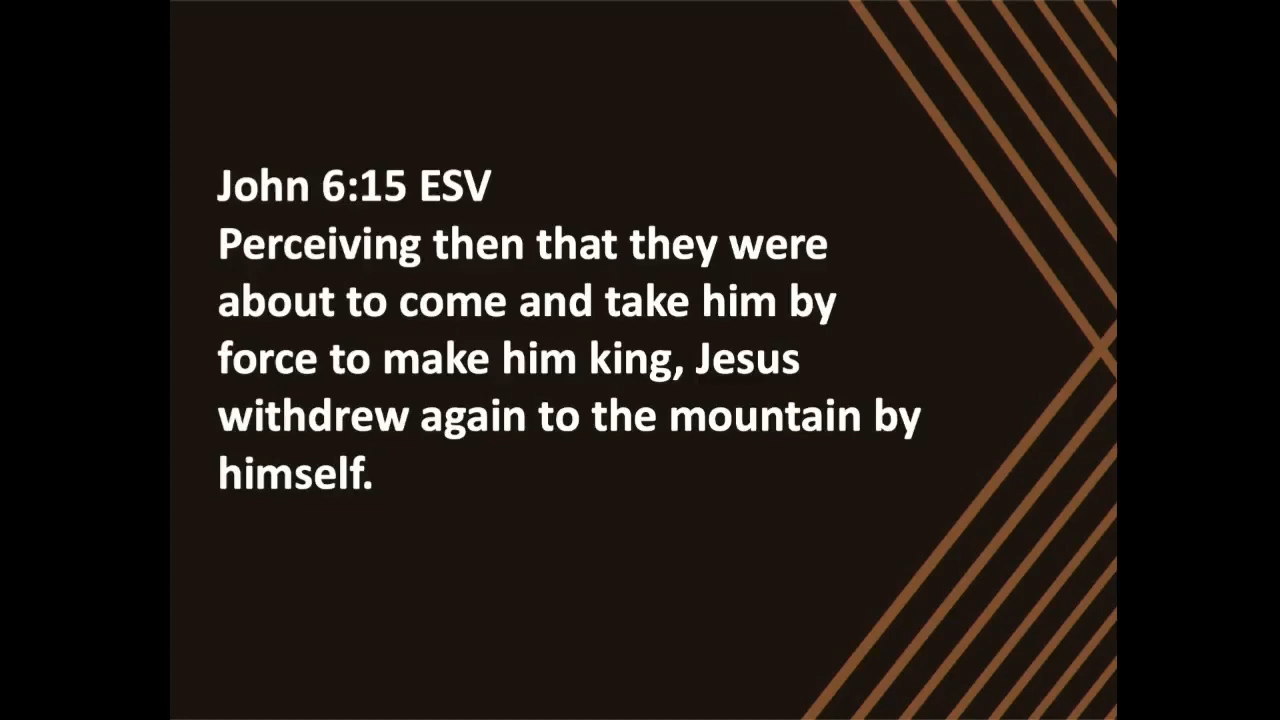 John 6:15 ESV
Perceiving then that they were
about to come and take him by
force to make him king, Jesus
withdrew again to the mountain by
himself.